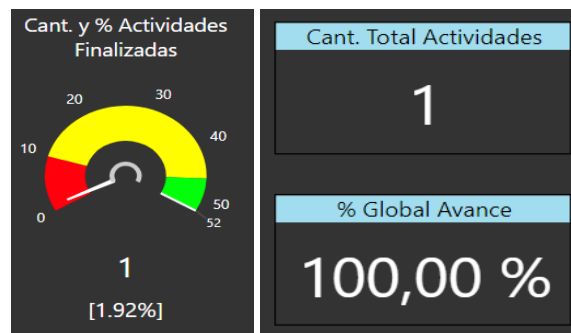 Cant. y % Actividades
Finalizadas
0
10
20
30
40
50
52
1
[1.92%]
Cant. Total Actividades
1
% Global Avance
100,00 %